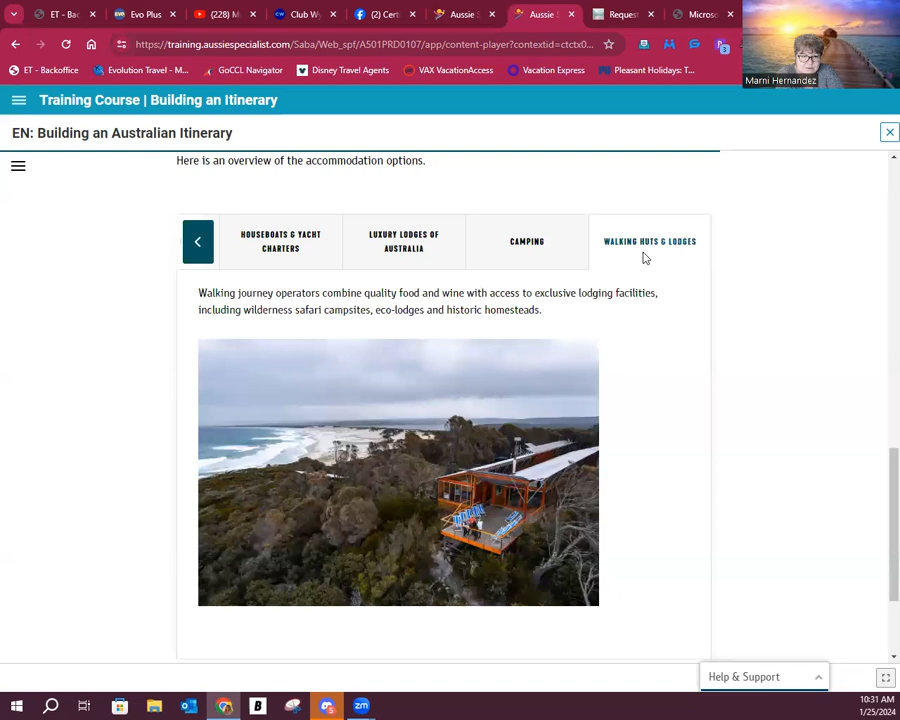 ET - Bac
Evo Plus
(228) M
Club W
(2) Cert
Aussie S
Aussie
Request
Microso
https://training.aussiespecialist.com/Saba/Web_spf/A501PRD0107/app/content-player?contextid=ctctx0...
3
ET - Backoffice
Evolution Travel - M...
GoCCL Navigator
Disney Travel Agents
VAX VacationAccess
Vacation Express
Pleasant Holidays: T...
Marni Hernandez
Training Course | Building an Itinerary
EN: Building an Australian Itinerary
Here is an overview of the accommodation options.
HOUSEBOATS & YACHT
CHARTERS
LUXURY LODGES OF
AUSTRALIA
CAMPING
WALKING HUTS & LODGES
Walking journey operators combine quality food and wine with access to exclusive lodging facilities,
including wilderness safari campsites, eco-lodges and historic homesteads.
Help & Support
10:31 AM
1/25/2024